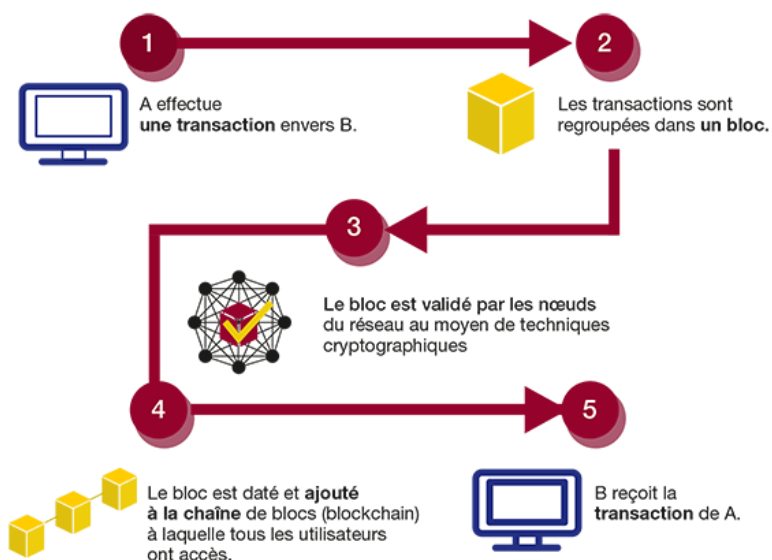 1
2
A effectue
une transaction envers B.
Les transactions sont
regroupées dans un bloc.
3
Le bloc est validé par les nœuds
du réseau au moyen de techniques
cryptographiques
4
5
Le bloc est daté et ajouté
à la chaîne de blocs (blockchain)
à laquelle tous les utilisateurs
ont accès.
B reçoit la
transaction de A.